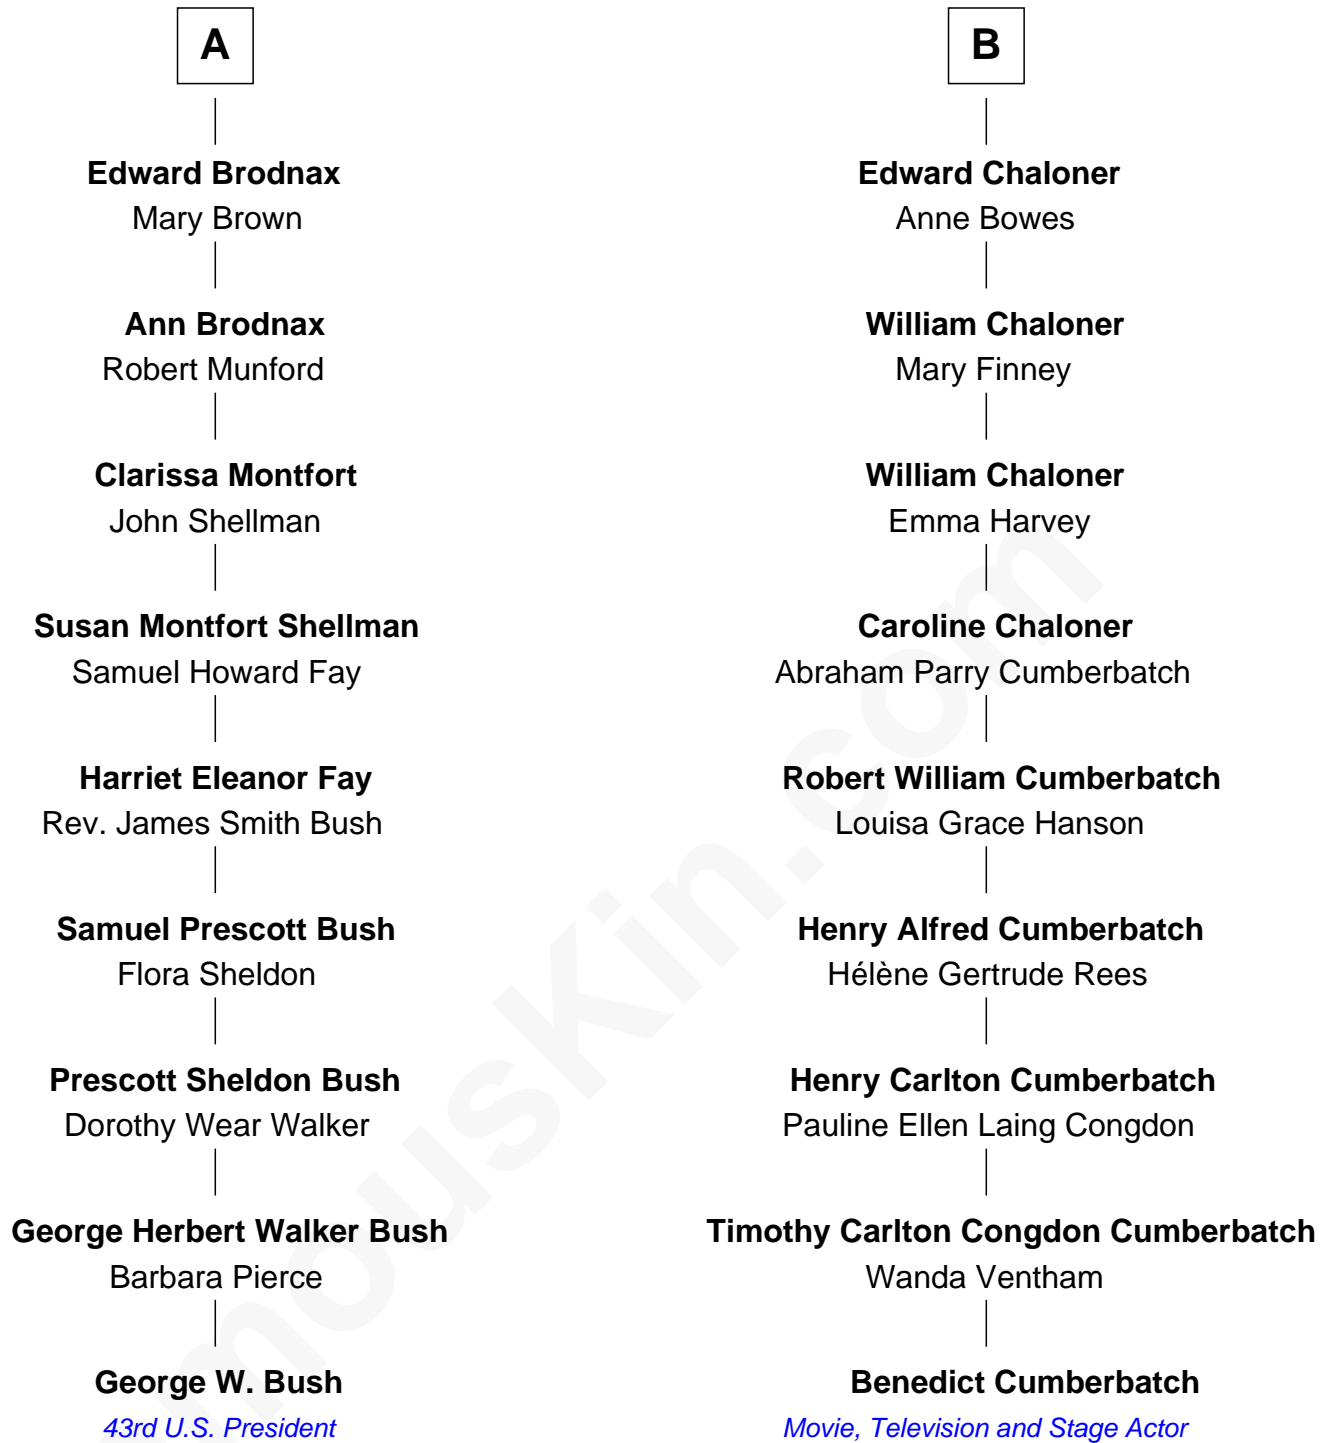 A
Edward Brodnax
Mary Brown
Ann Brodnax
Robert Munford
Clarissa Montfort
John Shellman
Susan Montfort Shellman
Samuel Howard Fay
Harriet Eleanor Fay
Rev. James Smith Bush
Samuel Prescott Bush
Flora Sheldon
Prescott Sheldon Bush
Dorothy Wear Walker
George Herbert Walker Bush
Barbara Pierce
George W. Bush
43rd U.S. President
B
Edward Chaloner
Anne Bowes
William Chaloner
Mary Finney
William Chaloner
Emma Harvey
Caroline Chaloner
Abraham Parry Cumberbatch
Robert William Cumberbatch
Louisa Grace Hanson
Henry Alfred Cumberbatch
Hélène Gertrude Rees
Henry Carlton Cumberbatch
Pauline Ellen Laing Congdon
Timothy Carlton Congdon Cumberbatch
Wanda Ventham
Benedict Cumberbatch
Movie, Television and Stage Actor
mousKin.com